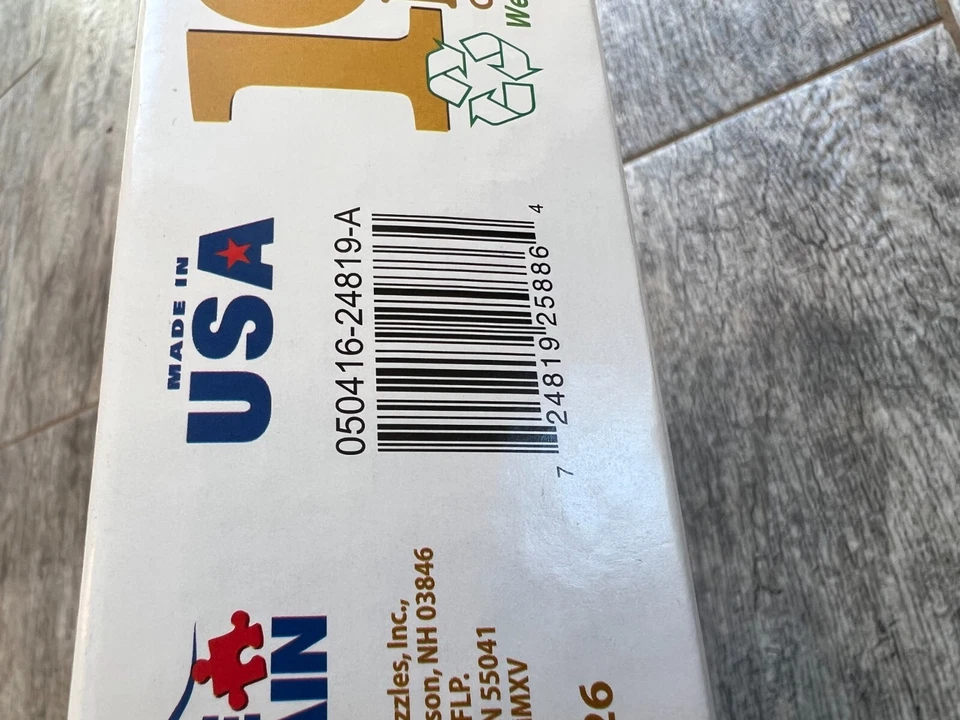 MADE IN
USA
050416-24819-A
7 24819 25886 4
We
zzles, Inc.,
son, NH 03846
FLP.
N 55041
MXV
26
AIN